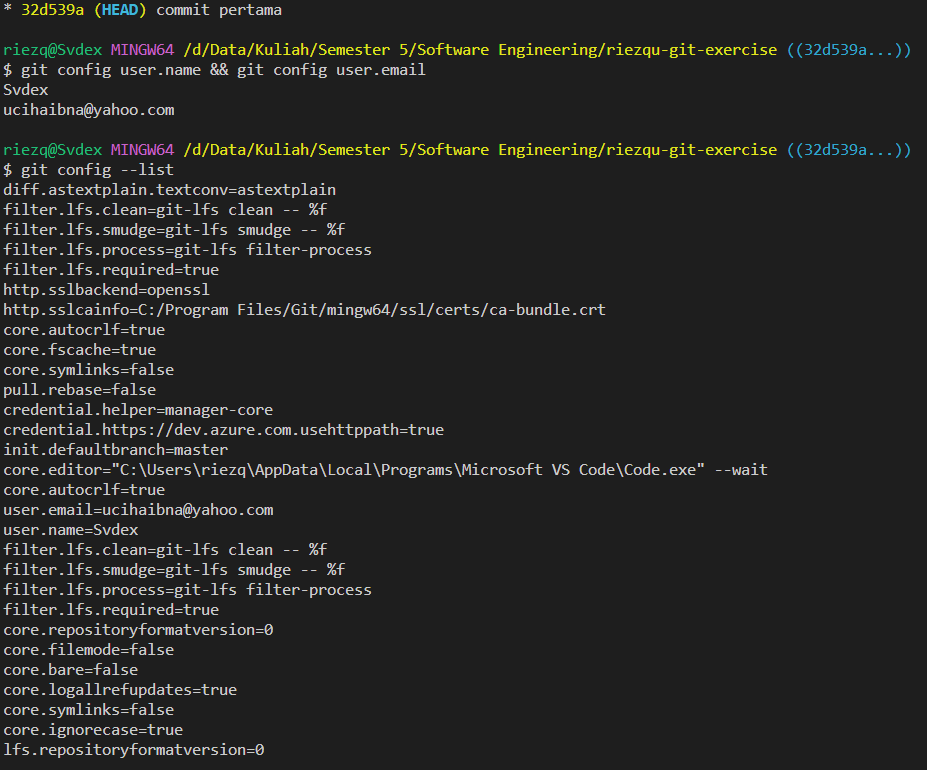 * 32d539a (HEAD) commit pertama
riezq@Svdex MINGW64 /d/Data/Kuliah/Semester 5/Software Engineering/riezqu-git-exercise ((32d539a...))
$ git config user.name && git config user.email
Svdex
ucihaibna@yahoo.com
riezq@Svdex MINGW64 /d/Data/Kuliah/Semester 5/Software Engineering/riezqu-git-exercise ((32d539a...))
$ git config --list
diff.astextplain.textconv=astextplain
filter.lfs.clean=git-lfs clean -- %f
filter.lfs.smudge=git-lfs smudge -- %f
filter.lfs.process=git-lfs filter-process
filter.lfs.required=true
http.sslbackend=openssl
http.sslcainfo=C:/Program Files/Git/mingw64/ssl/certs/ca-bundle.crt
core.autocrlf=true
core.fscache=true
core.symlinks=false
pull.rebase=false
credential.helper=manager-core
credential.https://dev.azure.com.usehttppath=true
init.defaultbranch=master
core.editor="C:\Users\riezq\AppData\Local\Programs\Microsoft VS Code\Code.exe" --wait
core.autocrlf=true
user.email=ucihaibna@yahoo.com
user.name=Svdex
filter.lfs.clean=git-lfs clean -- %f
filter.lfs.smudge=git-lfs smudge -- %f
filter.lfs.process=git-lfs filter-process
filter.lfs.required=true
core.repositoryformatversion=0
core.filemode=false
core.bare=false
core.logallrefupdates=true
core.symlinks=false
core.ignorecase=true
lfs.repositoryformatversion=0